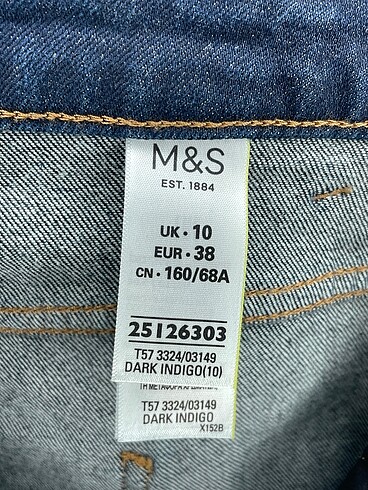 M&S
EST. 1884
UK • 10
EUR • 38
CN • 160/68A
25126303
T57 3324/03149
DARK INDIGO(10)
T57 3324/03149
DARK INDIGO
X152B